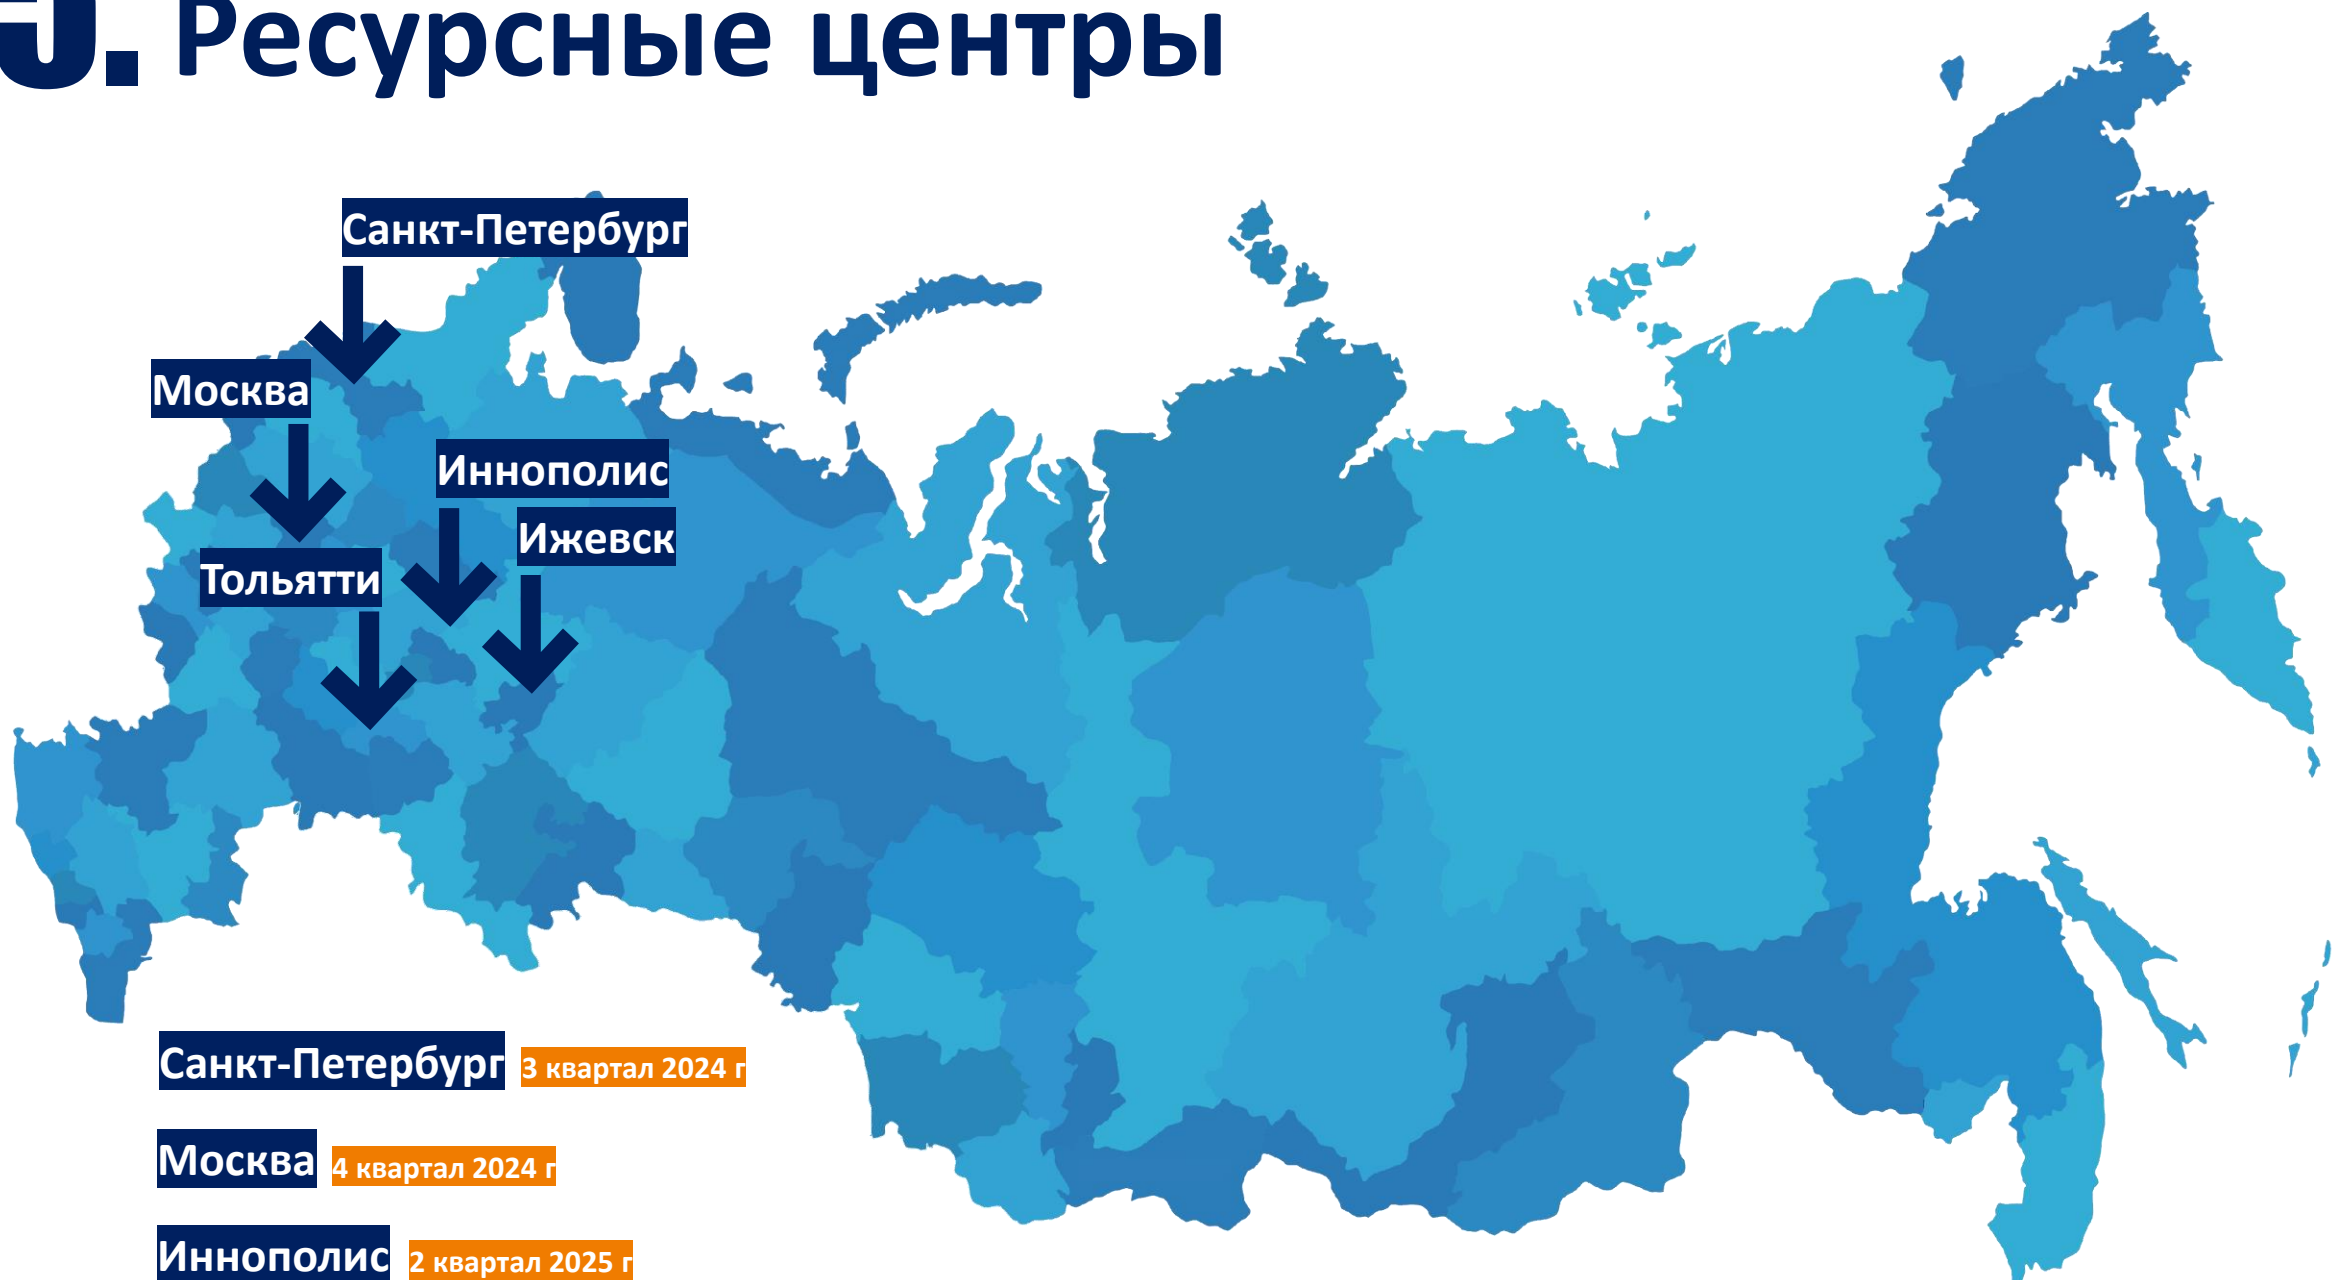 Ресурсные центры
Санкт-Петербург
Москва
Иннополис
Ижевск
Тольятти
Санкт-Петербург 3 квартал 2024 г
Москва 4 квартал 2024 г
Иннополис 2 квартал 2025 г